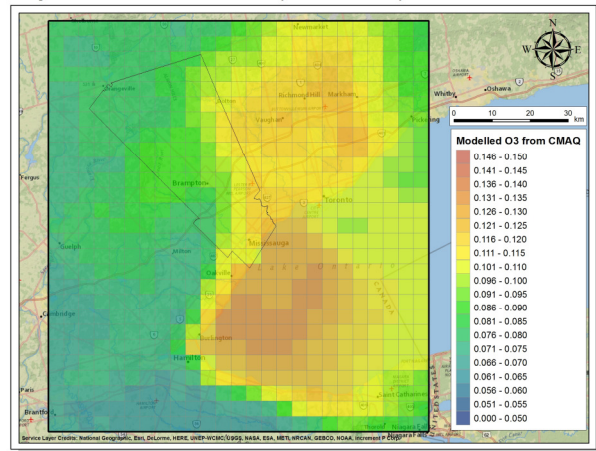 Newmarket
N
W E
S
OSHAWA
AIRPORT
Oshawa
Whitby
Orangeville
Bolton
Richmond Hill
Markham
Vaughan
Pickering
0 10 20 30
km
Modelled O3 from CMAQ
0.146 - 0.150
0.141 - 0.145
0.136 - 0.140
0.131 - 0.135
0.126 - 0.130
0.121 - 0.125
0.116 - 0.120
0.111 - 0.115
0.101 - 0.110
0.096 - 0.100
0.091 - 0.095
0.086 - 0.090
0.081 - 0.085
0.076 - 0.080
0.071 - 0.075
0.066 - 0.070
0.061 - 0.065
0.056 - 0.060
0.051 - 0.055
0.000 - 0.050
Fergus
Brampton
Toronto
Guelph
Milton
Mississauga
Oakville
Lake Ontario
CANADA
Cambridge
Burlington
Hamilton
Paris
Brantford
Saint Catharines
UNITED STATES
Niagara Falls
Service Layer Credits: National Geographic, Esri, DeLorme, HERE, UNEP-WCMC, USGS, NASA, ESA, METI, NRCAN, GEBCO, NOAA, increment P Corp.